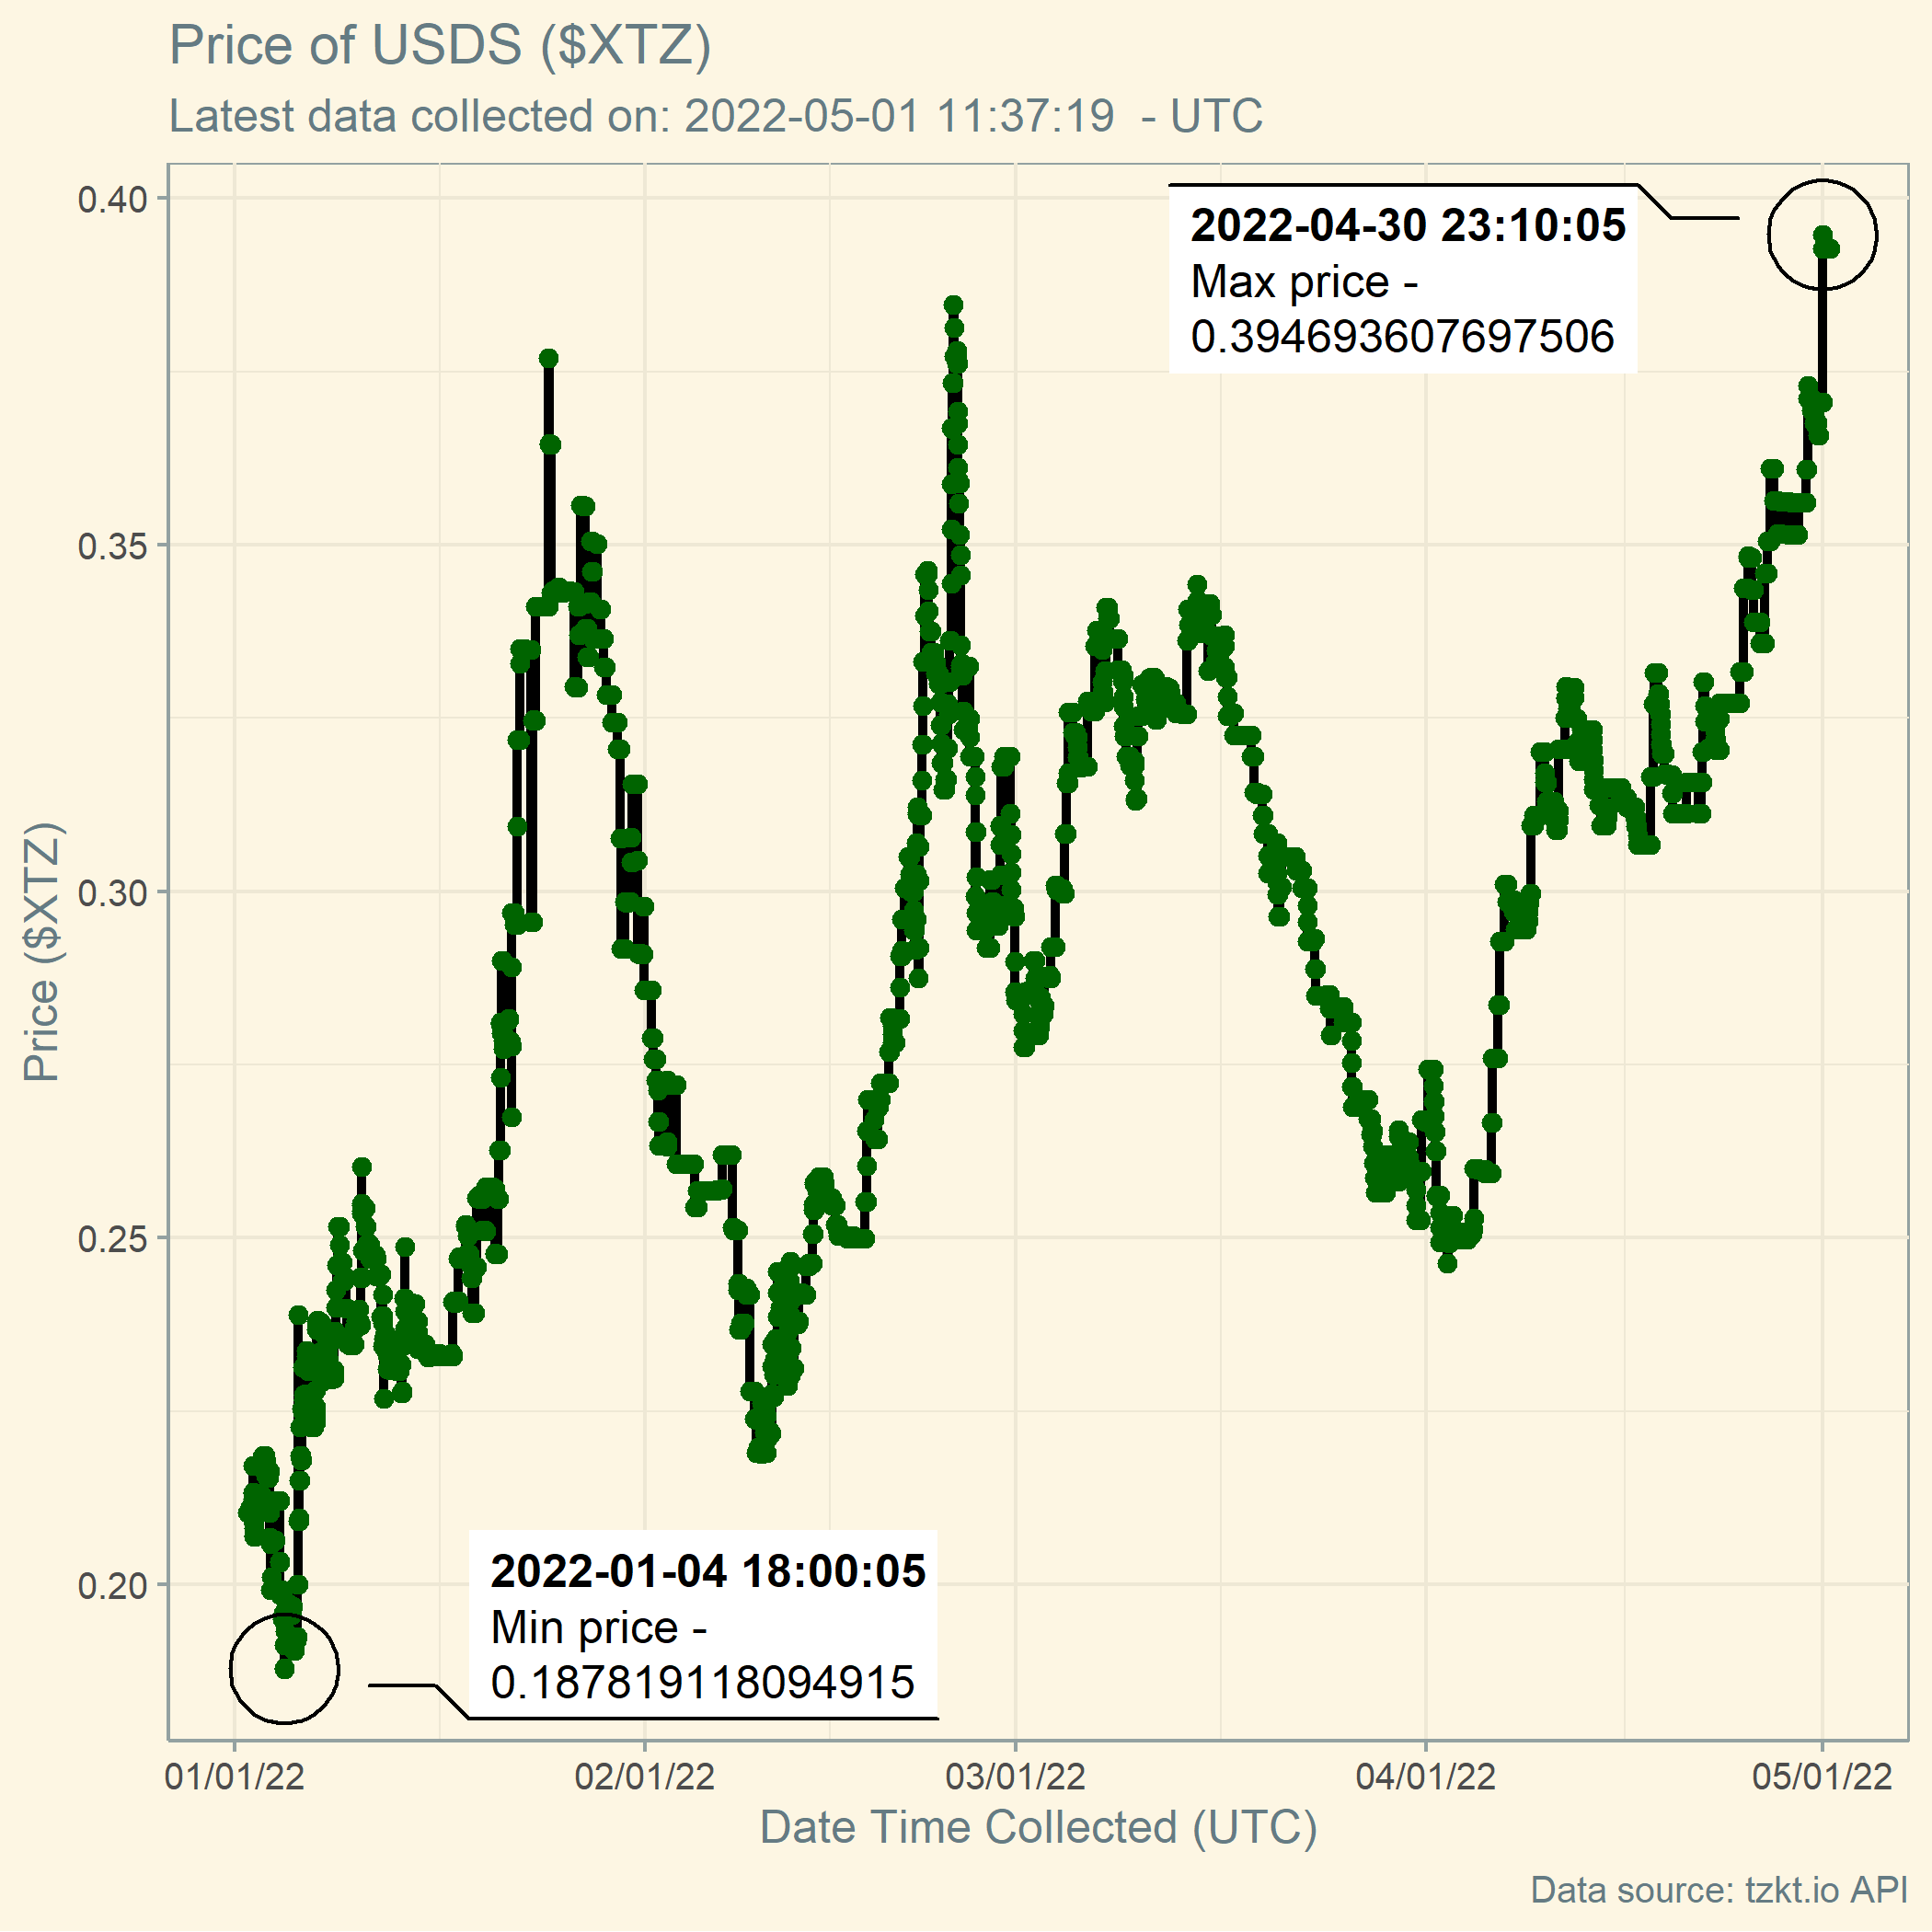 Price of USDS ($XTZ)
Latest data collected on: 2022-05-01 11:37:19  - UTC
0.40
0.35
0.30
0.25
0.20
Price ($XTZ)
2022-04-30 23:10:05
Max price -
0.394693607697506
2022-01-04 18:00:05
Min price -
0.187819118094915
01/01/22
02/01/22
03/01/22
04/01/22
05/01/22
Date Time Collected (UTC)
Data source: tzkt.io API